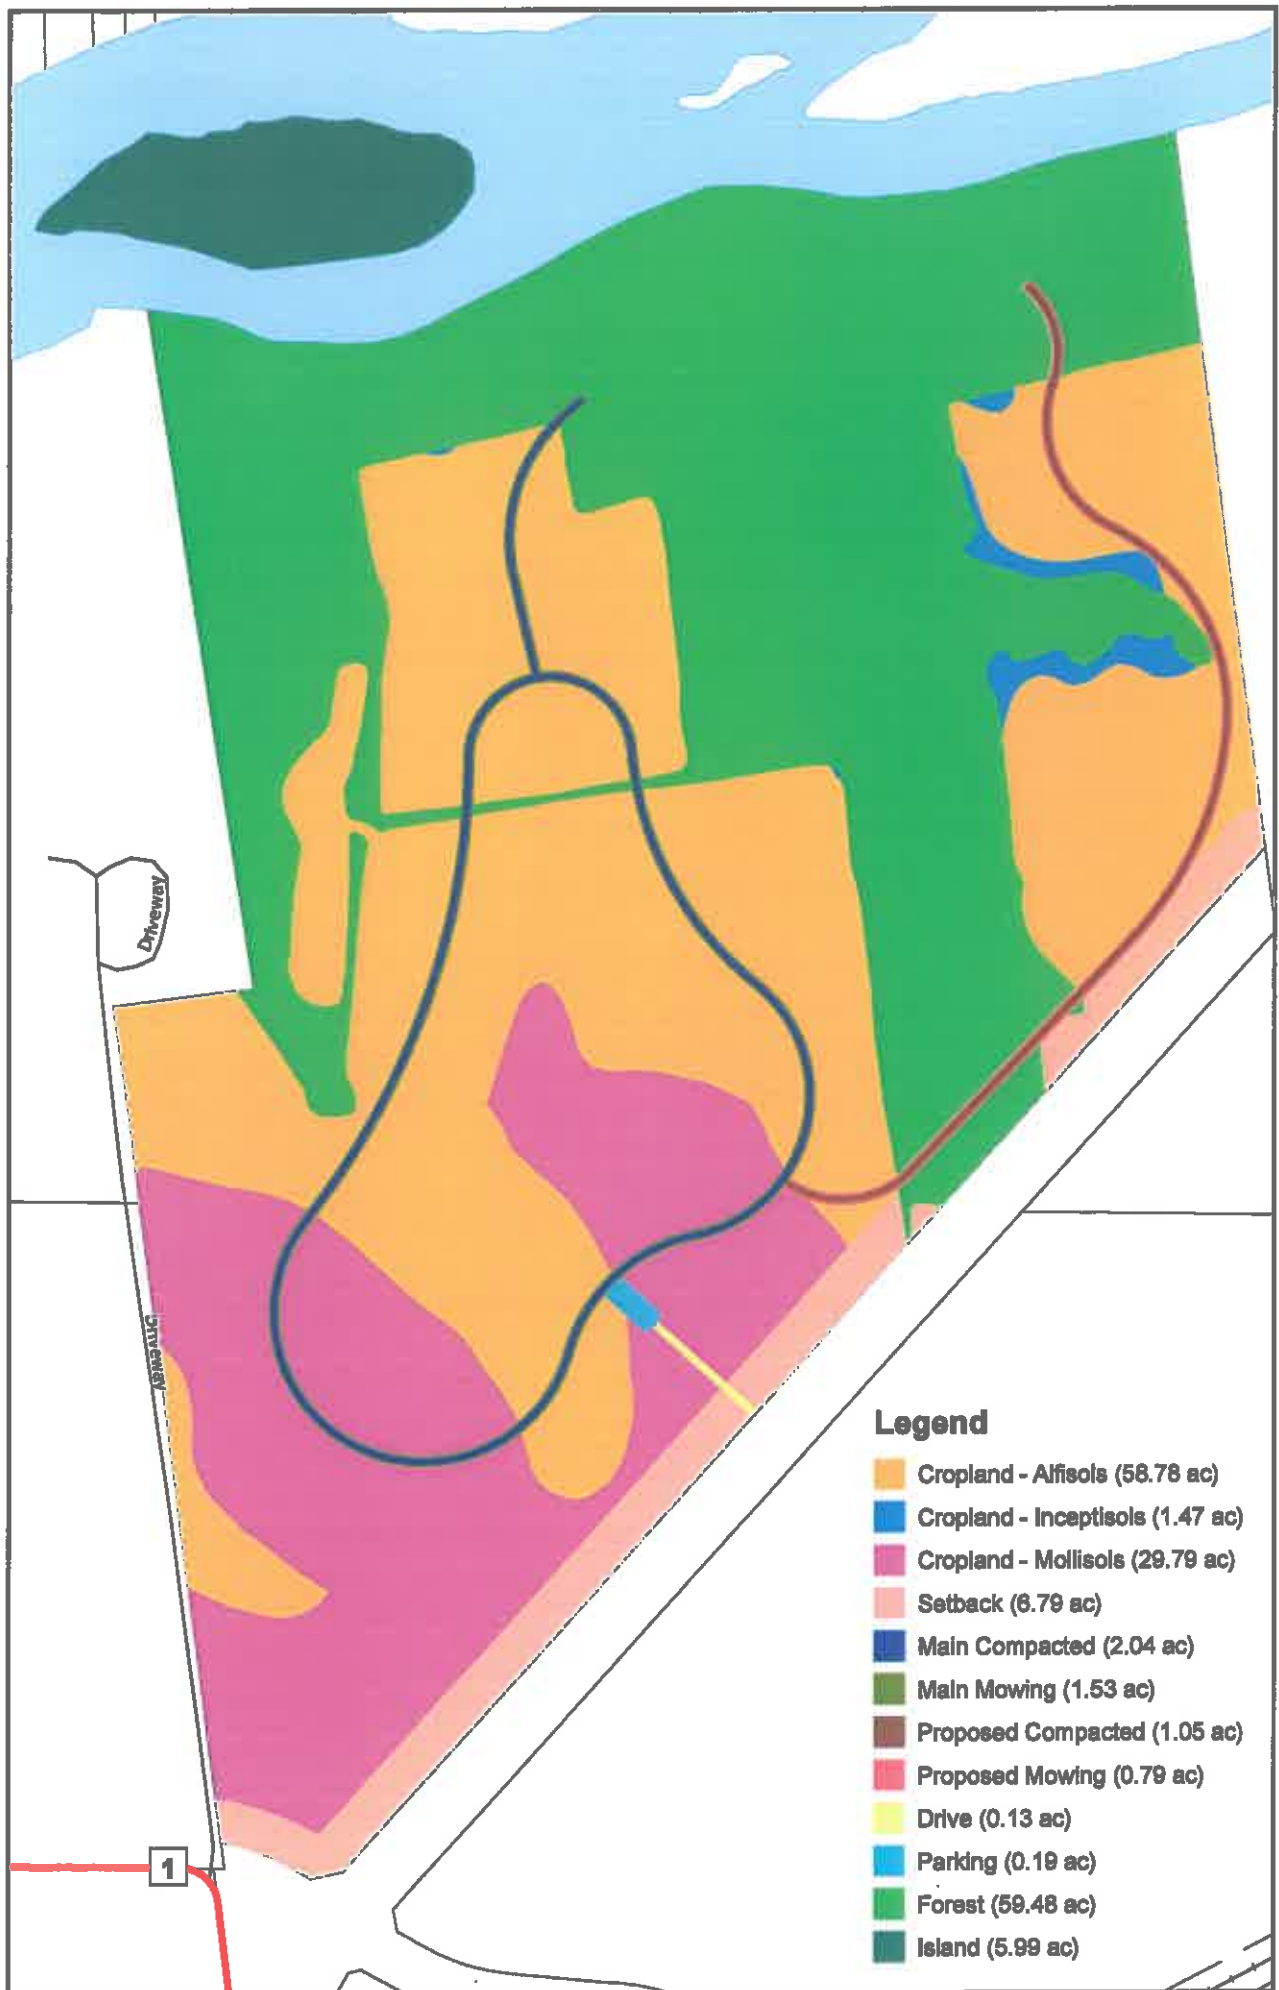 Driveway
Driveway
1
Legend
Cropland - Alfisols (58.78 ac)
Cropland - Inceptisols (1.47 ac)
Cropland - Mollisols (29.79 ac)
Setback (6.79 ac)
Main Compacted (2.04 ac)
Main Mowing (1.53 ac)
Proposed Compacted (1.05 ac)
Proposed Mowing (0.79 ac)
Drive (0.13 ac)
Parking (0.19 ac)
Forest (59.48 ac)
Island (5.99 ac)